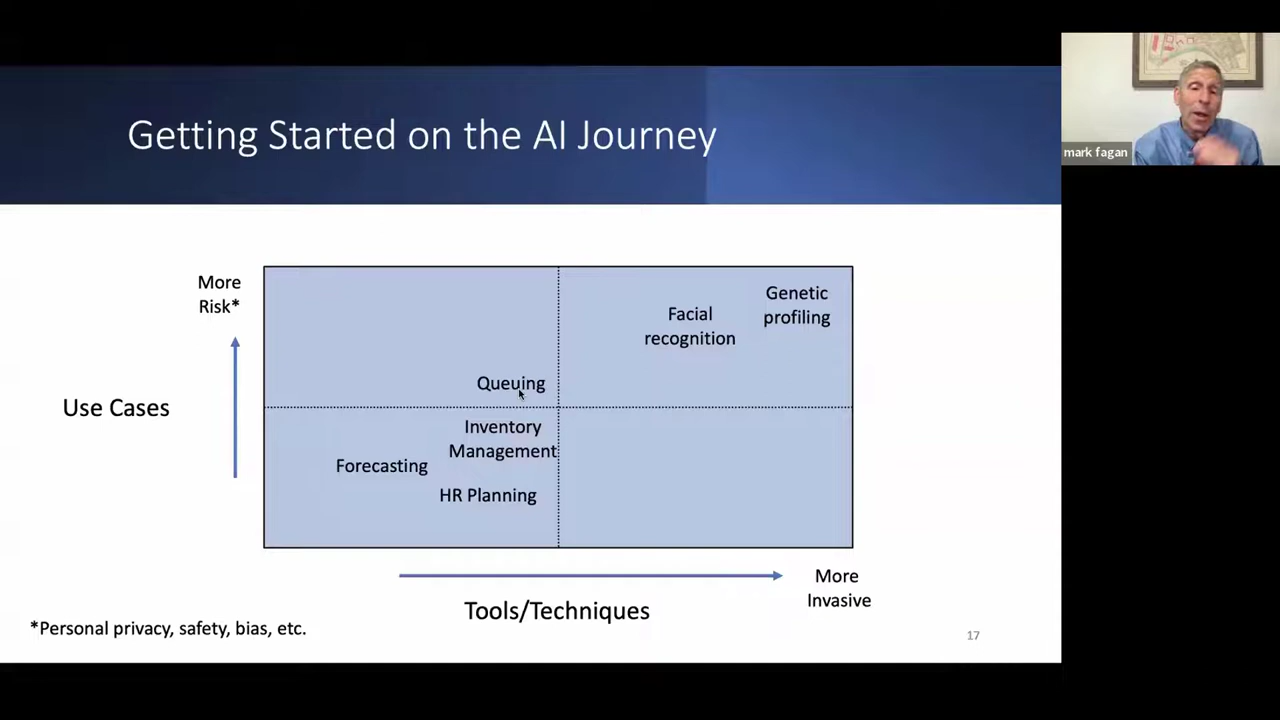 Getting Started on the AI Journey
mark fagan
More
Risk*
Use Cases
Genetic
profiling
Facial
recognition
Queuing
Inventory
Management
Forecasting
HR Planning
More
Invasive
Tools/Techniques
*Personal privacy, safety, bias, etc.
17